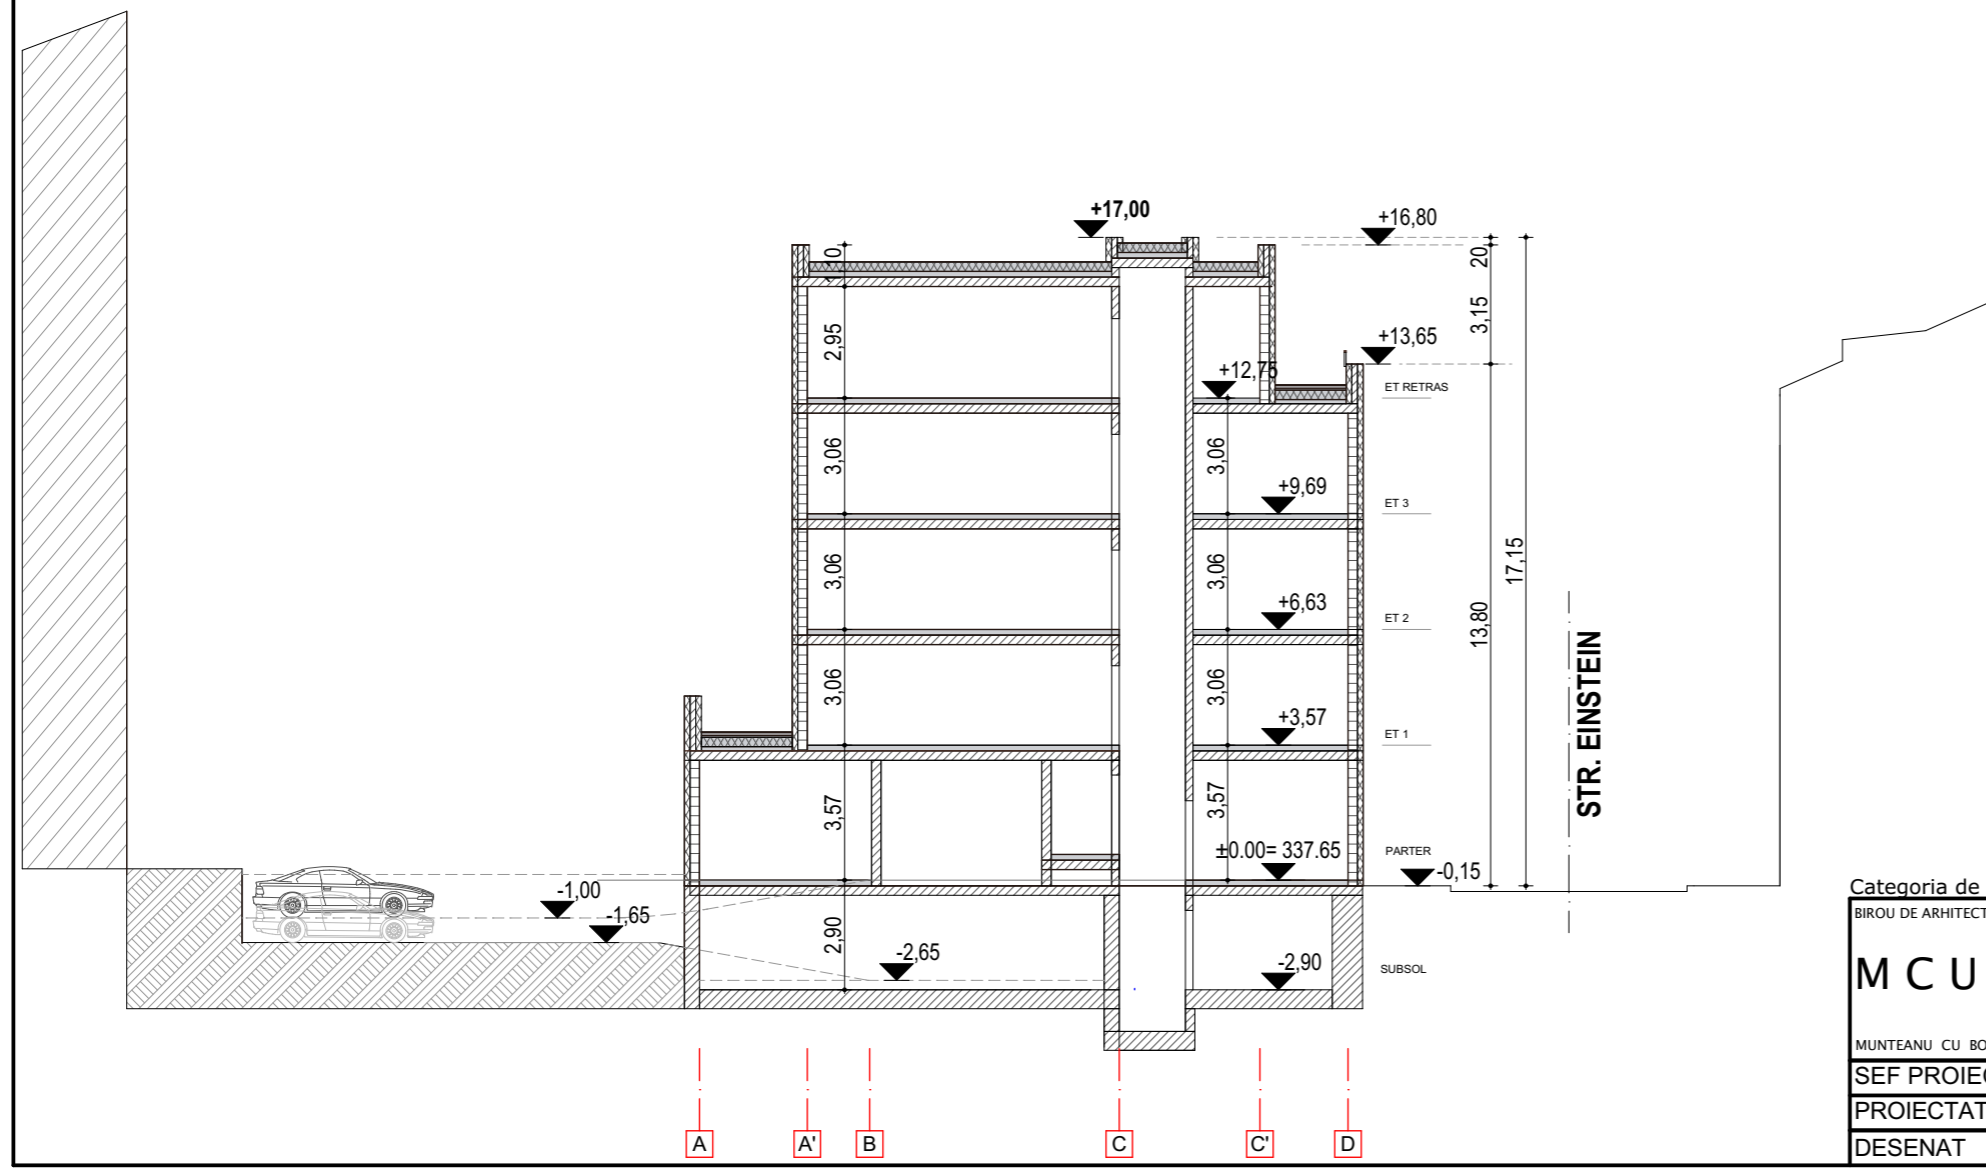 +17,00
+16,80
1,10
20
3,15
2,95
+13,65
+12,75
ET RETRAS
3,06
3,06
+9,69
ET 3
17,15
3,06
3,06
+6,63
ET 2
13,80
STR. EINSTEIN
3,06
3,06
+3,57
ET 1
3,57
3,57
±0.00= 337.65
PARTER
-0,15
-1,00
-1,65
2,90
-2,65
-2,90
SUBSOL
Categoria de
BIROU DE ARHITECT
M C U
MUNTEANU CU BO
SEF PROIEC
PROIECTAT
DESENAT
A
A'
B
C
C'
D